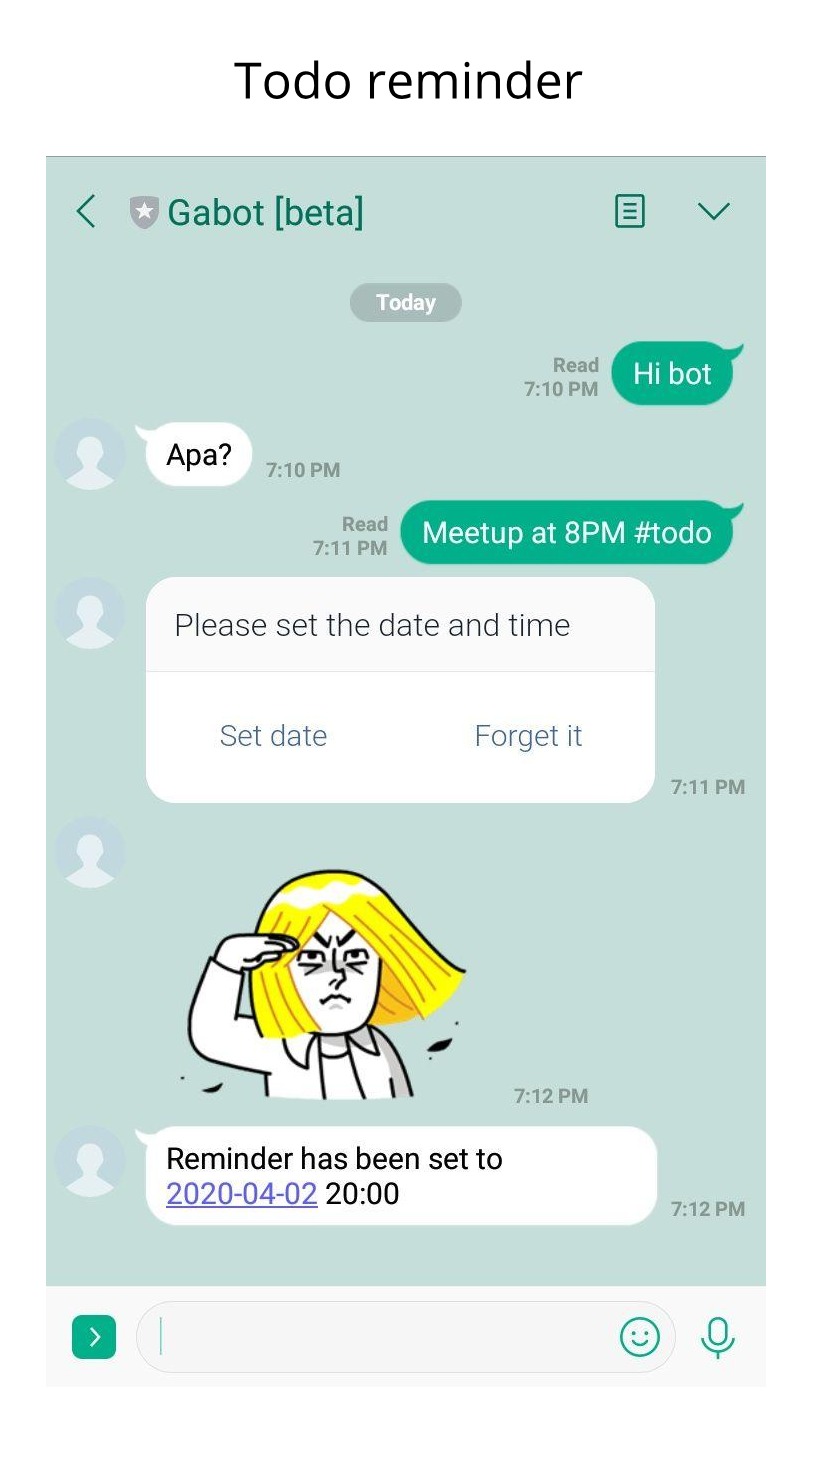 Todo reminder
Gabot [beta]
Today
Read
7:10 PM
Hi bot
Apa?
7:10 PM
Read
7:11 PM
Meetup at 8PM #todo
Please set the date and time
Set date
Forget it
7:11 PM
7:12 PM
Reminder has been set to
2020-04-02 20:00
7:12 PM